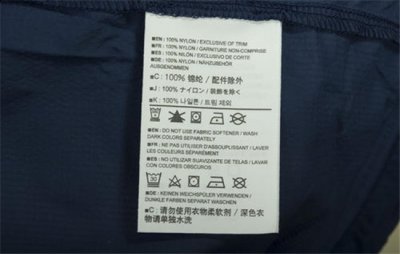 ■EN: 100% NYLON / EXCLUSIVE OF TRIM
■FR: 100% NYLON / GARNITURE NON-COMPRISE
■ES: 100% NYLON / EXCLUSIVO DE CORTE
■DE: 100% NYLON / NÄHZUBEHÖR
AUSGENOMMEN
■C: 100% 锦纶 / 配件除外
■J: 100% ナイロン / 装飾を除く
■K: 100% 나일론 / 트림 제외
■EN: DO NOT USE FABRIC SOFTENER / WASH
DARK COLORS SEPARATELY
■FR: NE PAS UTILISER D'ASSOUPLISSANT / LAVER
LES COULEURS FONCÉES SÉPARÉMENT
■ES: NO UTILIZAR SUAVIZANTE DE TELAS / LAVAR
CON COLORES OBSCUROS
30
■DE: KEINEN WEICHSPÜLER VERWENDEN /
DUNKLE FARBEN SEPARAT WASCHEN
■C: 请勿使用衣物柔软剂 / 深色衣
物请单独水洗